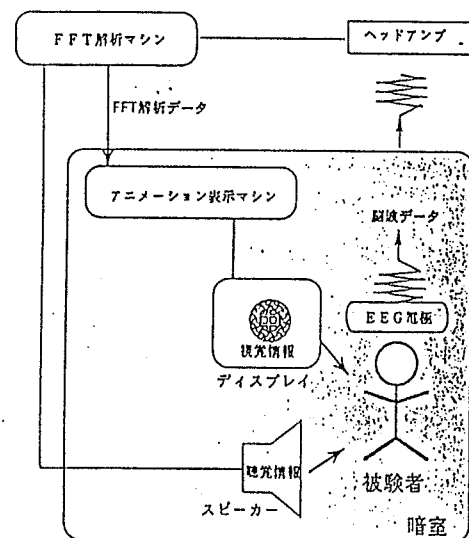 FFT解析マシン
ヘッドアンプ
FFT解析データ
アニメーション表示マシン
脳波データ
EEG電極
視覚情報
ディスプレイ
聴覚情報
スピーカー
被験者
暗室